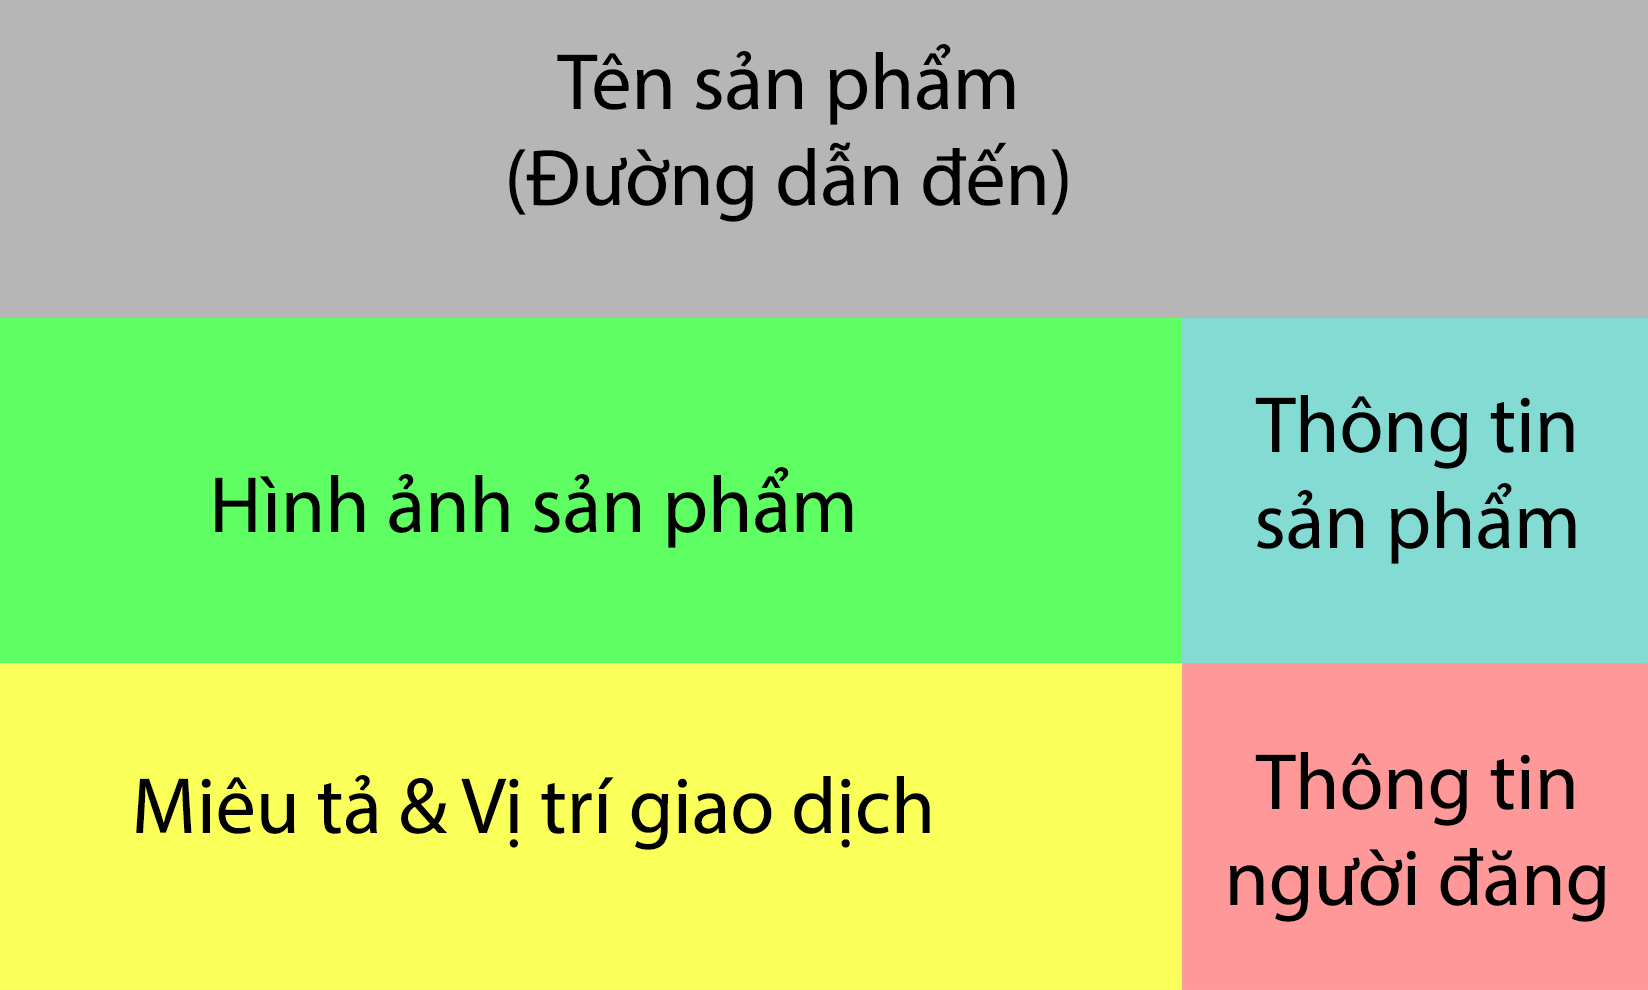 Tên sản phẩm
(Đường dẫn đến)
Hình ảnh sản phẩm
Thông tin
sản phẩm
Miêu tả & Vị trí giao dịch
Thông tin
người đăng